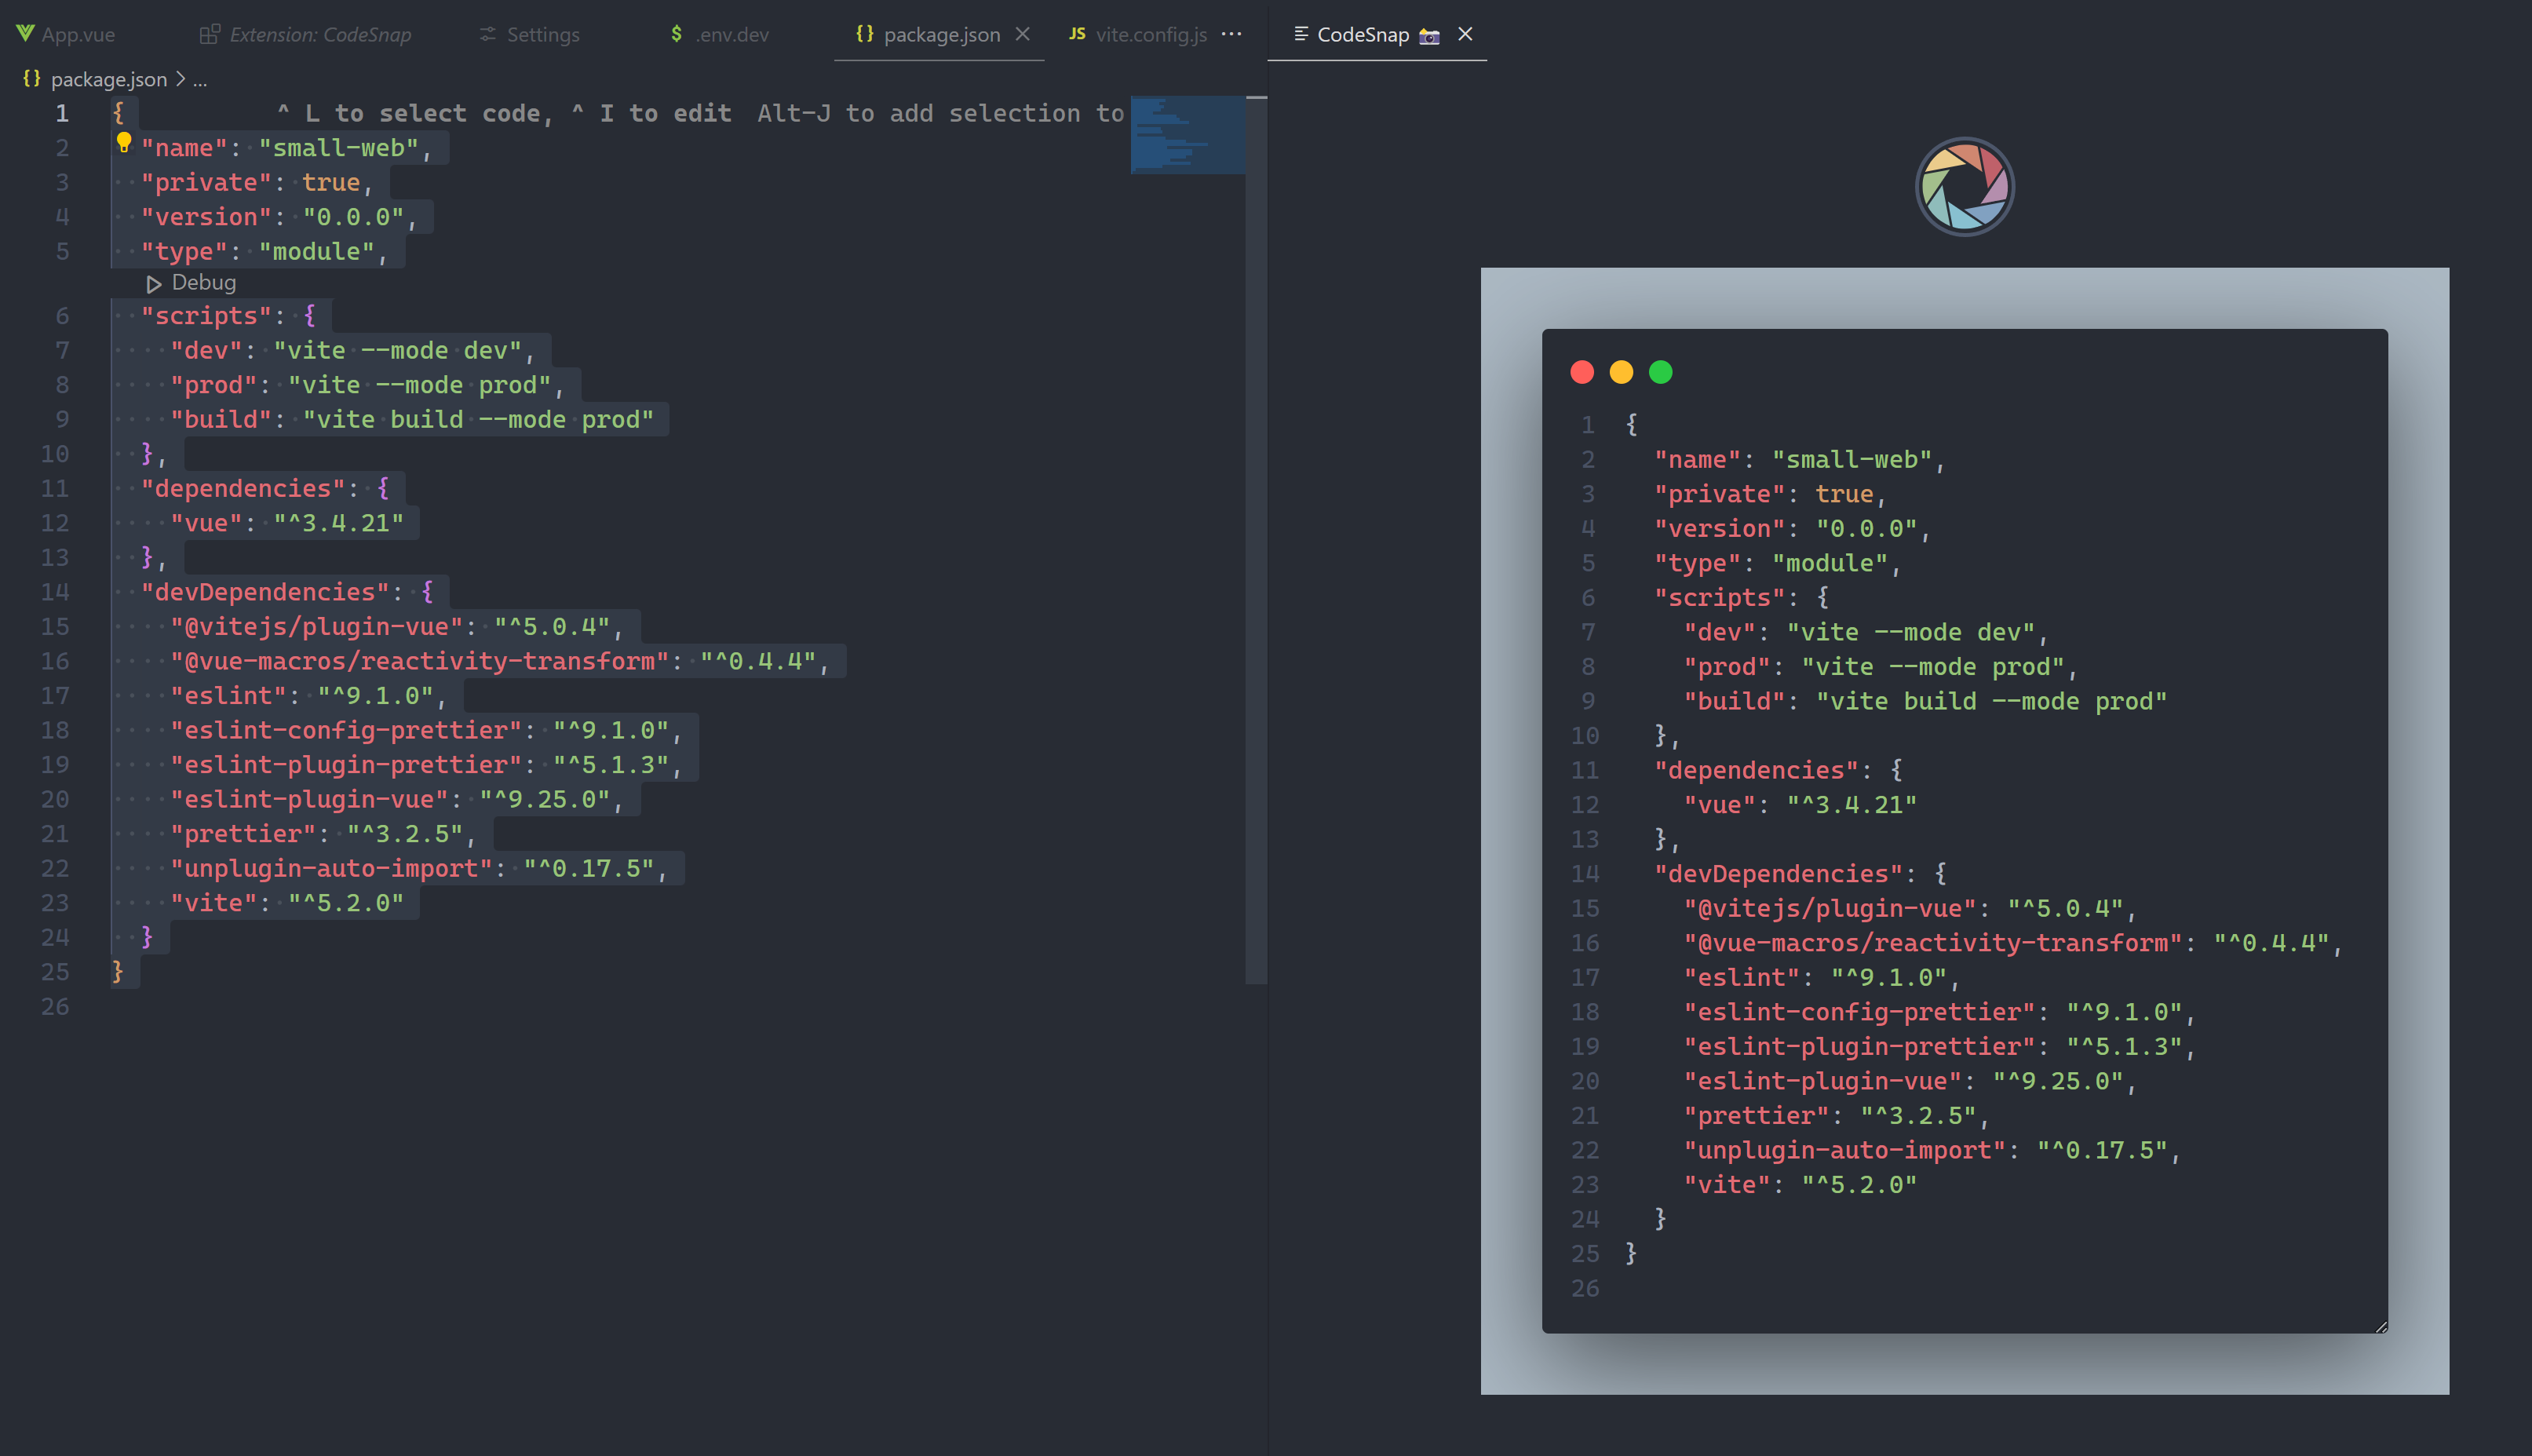 App.vue Extension: CodeSnap Settings $ .env.dev {} package.json JS vite.config.js ···
{} package.json > ...
1 { ^ L to select code, ^ I to edit Alt-J to add selection to
2 "name": "small-web",
3 "private": true,
4 "version": "0.0.0",
5 "type": "module",
Debug
6 "scripts": {
7 "dev": "vite --mode dev",
8 "prod": "vite --mode prod",
9 "build": "vite build --mode prod"
10 },
11 "dependencies": {
12 "vue": "^3.4.21"
13 },
14 "devDependencies": {
15 "@vitejs/plugin-vue": "^5.0.4",
16 "@vue-macros/reactivity-transform": "^0.4.4",
17 "eslint": "^9.1.0",
18 "eslint-config-prettier": "^9.1.0",
19 "eslint-plugin-prettier": "^5.1.3",
20 "eslint-plugin-vue": "^9.25.0",
21 "prettier": "^3.2.5",
22 "unplugin-auto-import": "^0.17.5",
23 "vite": "^5.2.0"
24 }
25 }
26
CodeSnap 📸
1 {
2 "name": "small-web",
3 "private": true,
4 "version": "0.0.0",
5 "type": "module",
6 "scripts": {
7 "dev": "vite --mode dev",
8 "prod": "vite --mode prod",
9 "build": "vite build --mode prod"
10 },
11 "dependencies": {
12 "vue": "^3.4.21"
13 },
14 "devDependencies": {
15 "@vitejs/plugin-vue": "^5.0.4",
16 "@vue-macros/reactivity-transform": "^0.4.4",
17 "eslint": "^9.1.0",
18 "eslint-config-prettier": "^9.1.0",
19 "eslint-plugin-prettier": "^5.1.3",
20 "eslint-plugin-vue": "^9.25.0",
21 "prettier": "^3.2.5",
22 "unplugin-auto-import": "^0.17.5",
23 "vite": "^5.2.0"
24 }
25 }
26